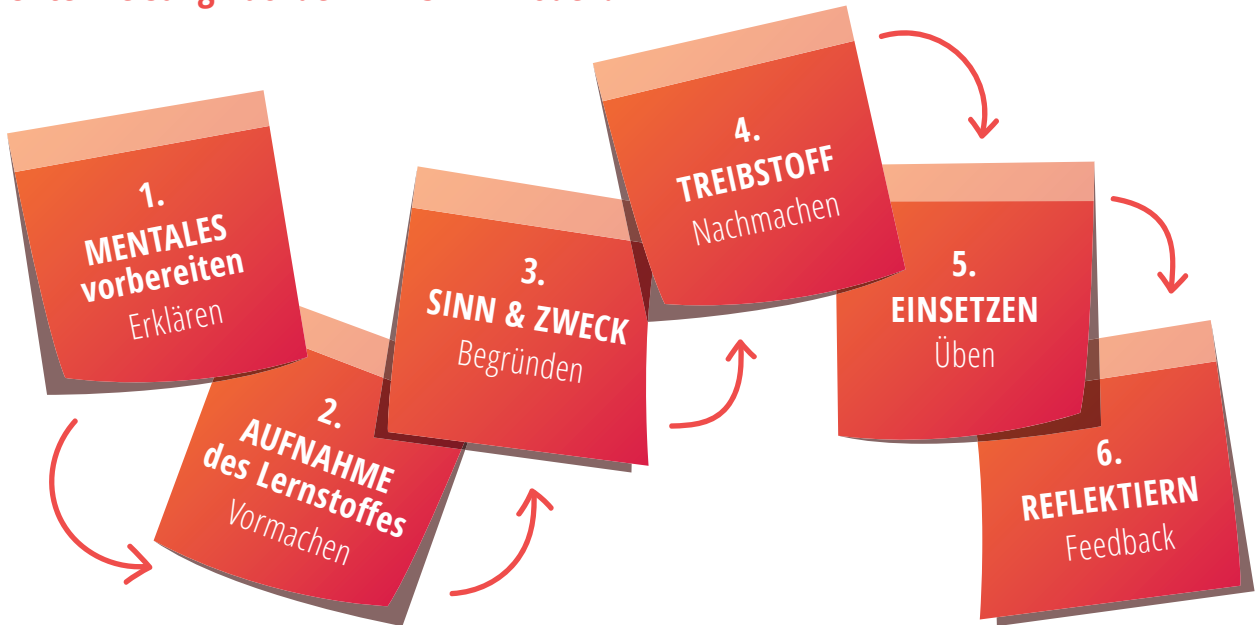 1.
MENTALES
vorbereiten
Erklären
2.
AUFNAHME
des Lernstoffes
Vormachen
3.
SINN & ZWECK
Begründen
4.
TREIBSTOFF
Nachmachen
5.
EINSETZEN
Üben
6.
REFLEKTIERN
Feedback